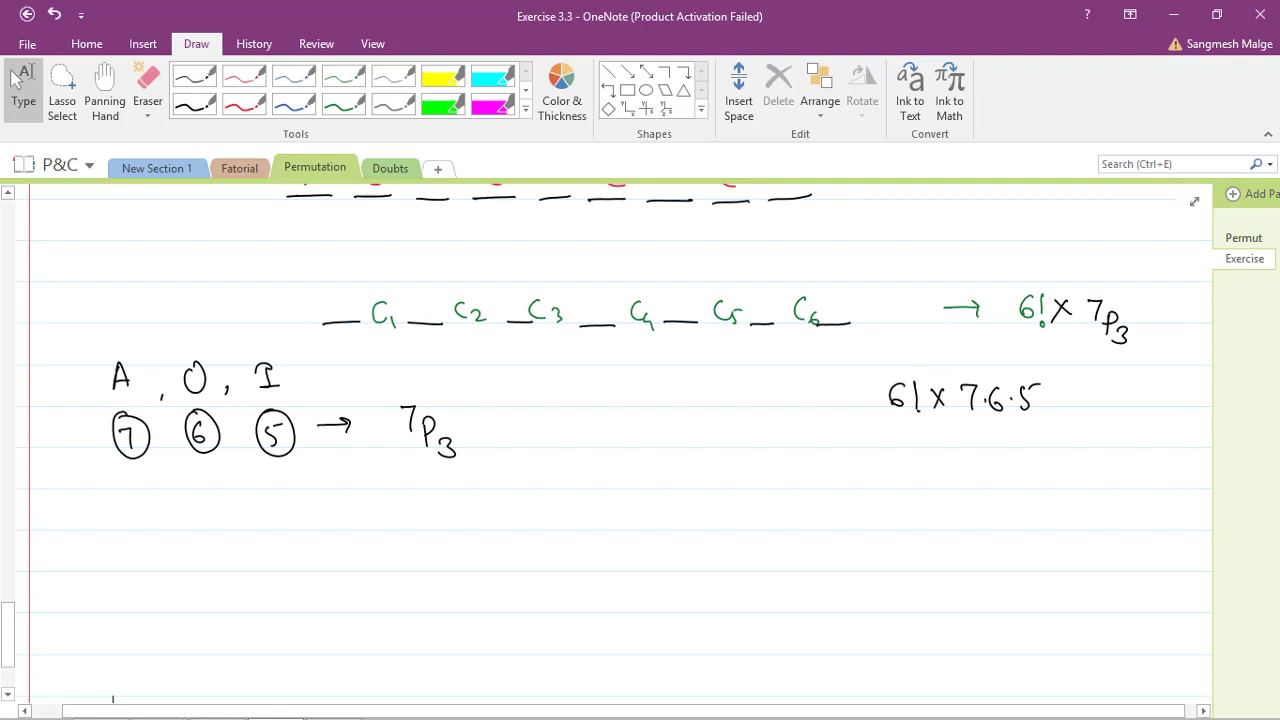 Exercise 3.3 - OneNote (Product Activation Failed)
?
File Home Insert Draw History Review View Sangmesh Malge
Type Lasso Select Panning Hand Eraser Color & Thickness Insert Space Delete Arrange Rotate Ink to Text Ink to Math
Tools Shapes Edit Convert
P&C New Section 1 Fatorial Permutation Doubts Search (Ctrl+E)
Add Pa
Permut
Exercise
C1 C2 C3 C4 C5 C6 → 6! × 7P3
A, O, I
6! × 7·6·5
7 6 5 → 7P3